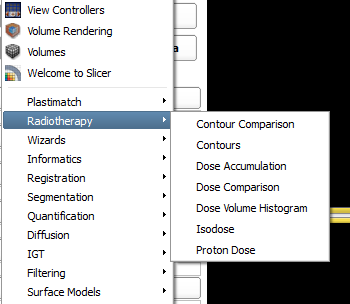 View Controllers
Volume Rendering
Volumes
a
Welcome to Slicer
Plastimatch
Radiotherapy
Wizards
Informatics
Registration
Segmentation
Quantification
Diffusion
IGT
Filtering
Surface Models
Contour Comparison
Contours
Dose Accumulation
Dose Comparison
Dose Volume Histogram
Isodose
Proton Dose